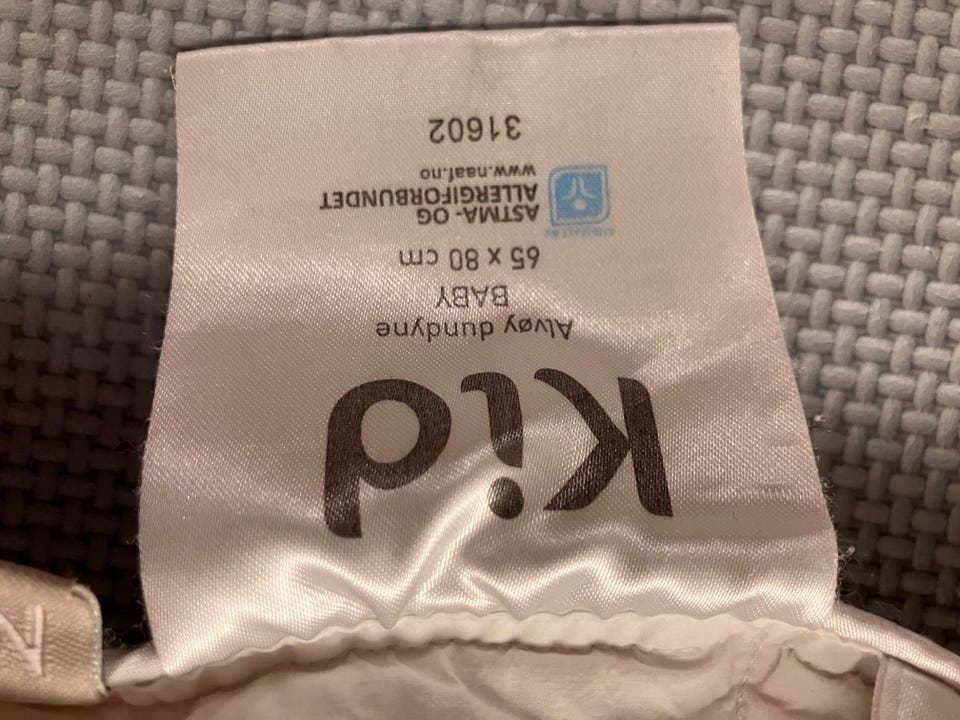 Kid
Alvøy dundyne
BABY
65 x 80 cm
ASTMA- OG
ALLERGIFORBUNDET
www.naaf.no
31602